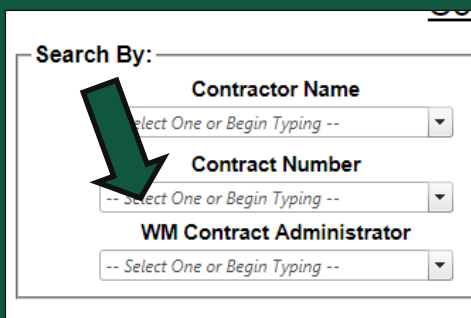 Search By:
Contractor Name
elect One or Begin Typing --
Contract Number
-- Select One or Begin Typing --
WM Contract Administrator
-- Select One or Begin Typing --